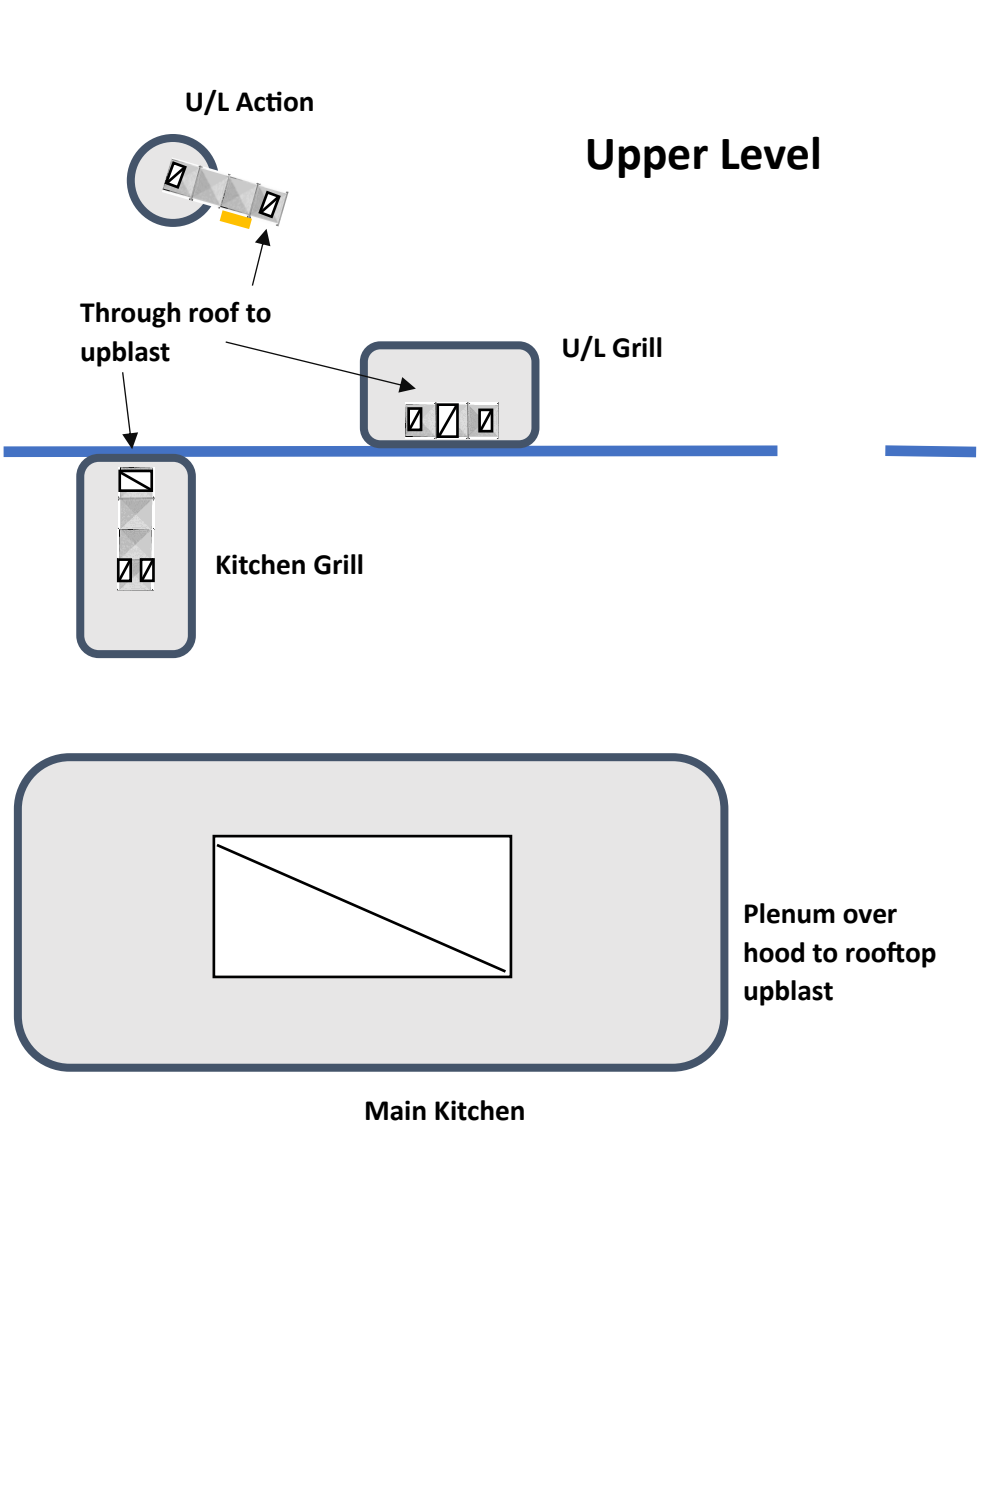 U/L Action
Upper Level
Through roof to
upblast
U/L Grill
Kitchen Grill
Plenum over
hood to rooftop
upblast
Main Kitchen